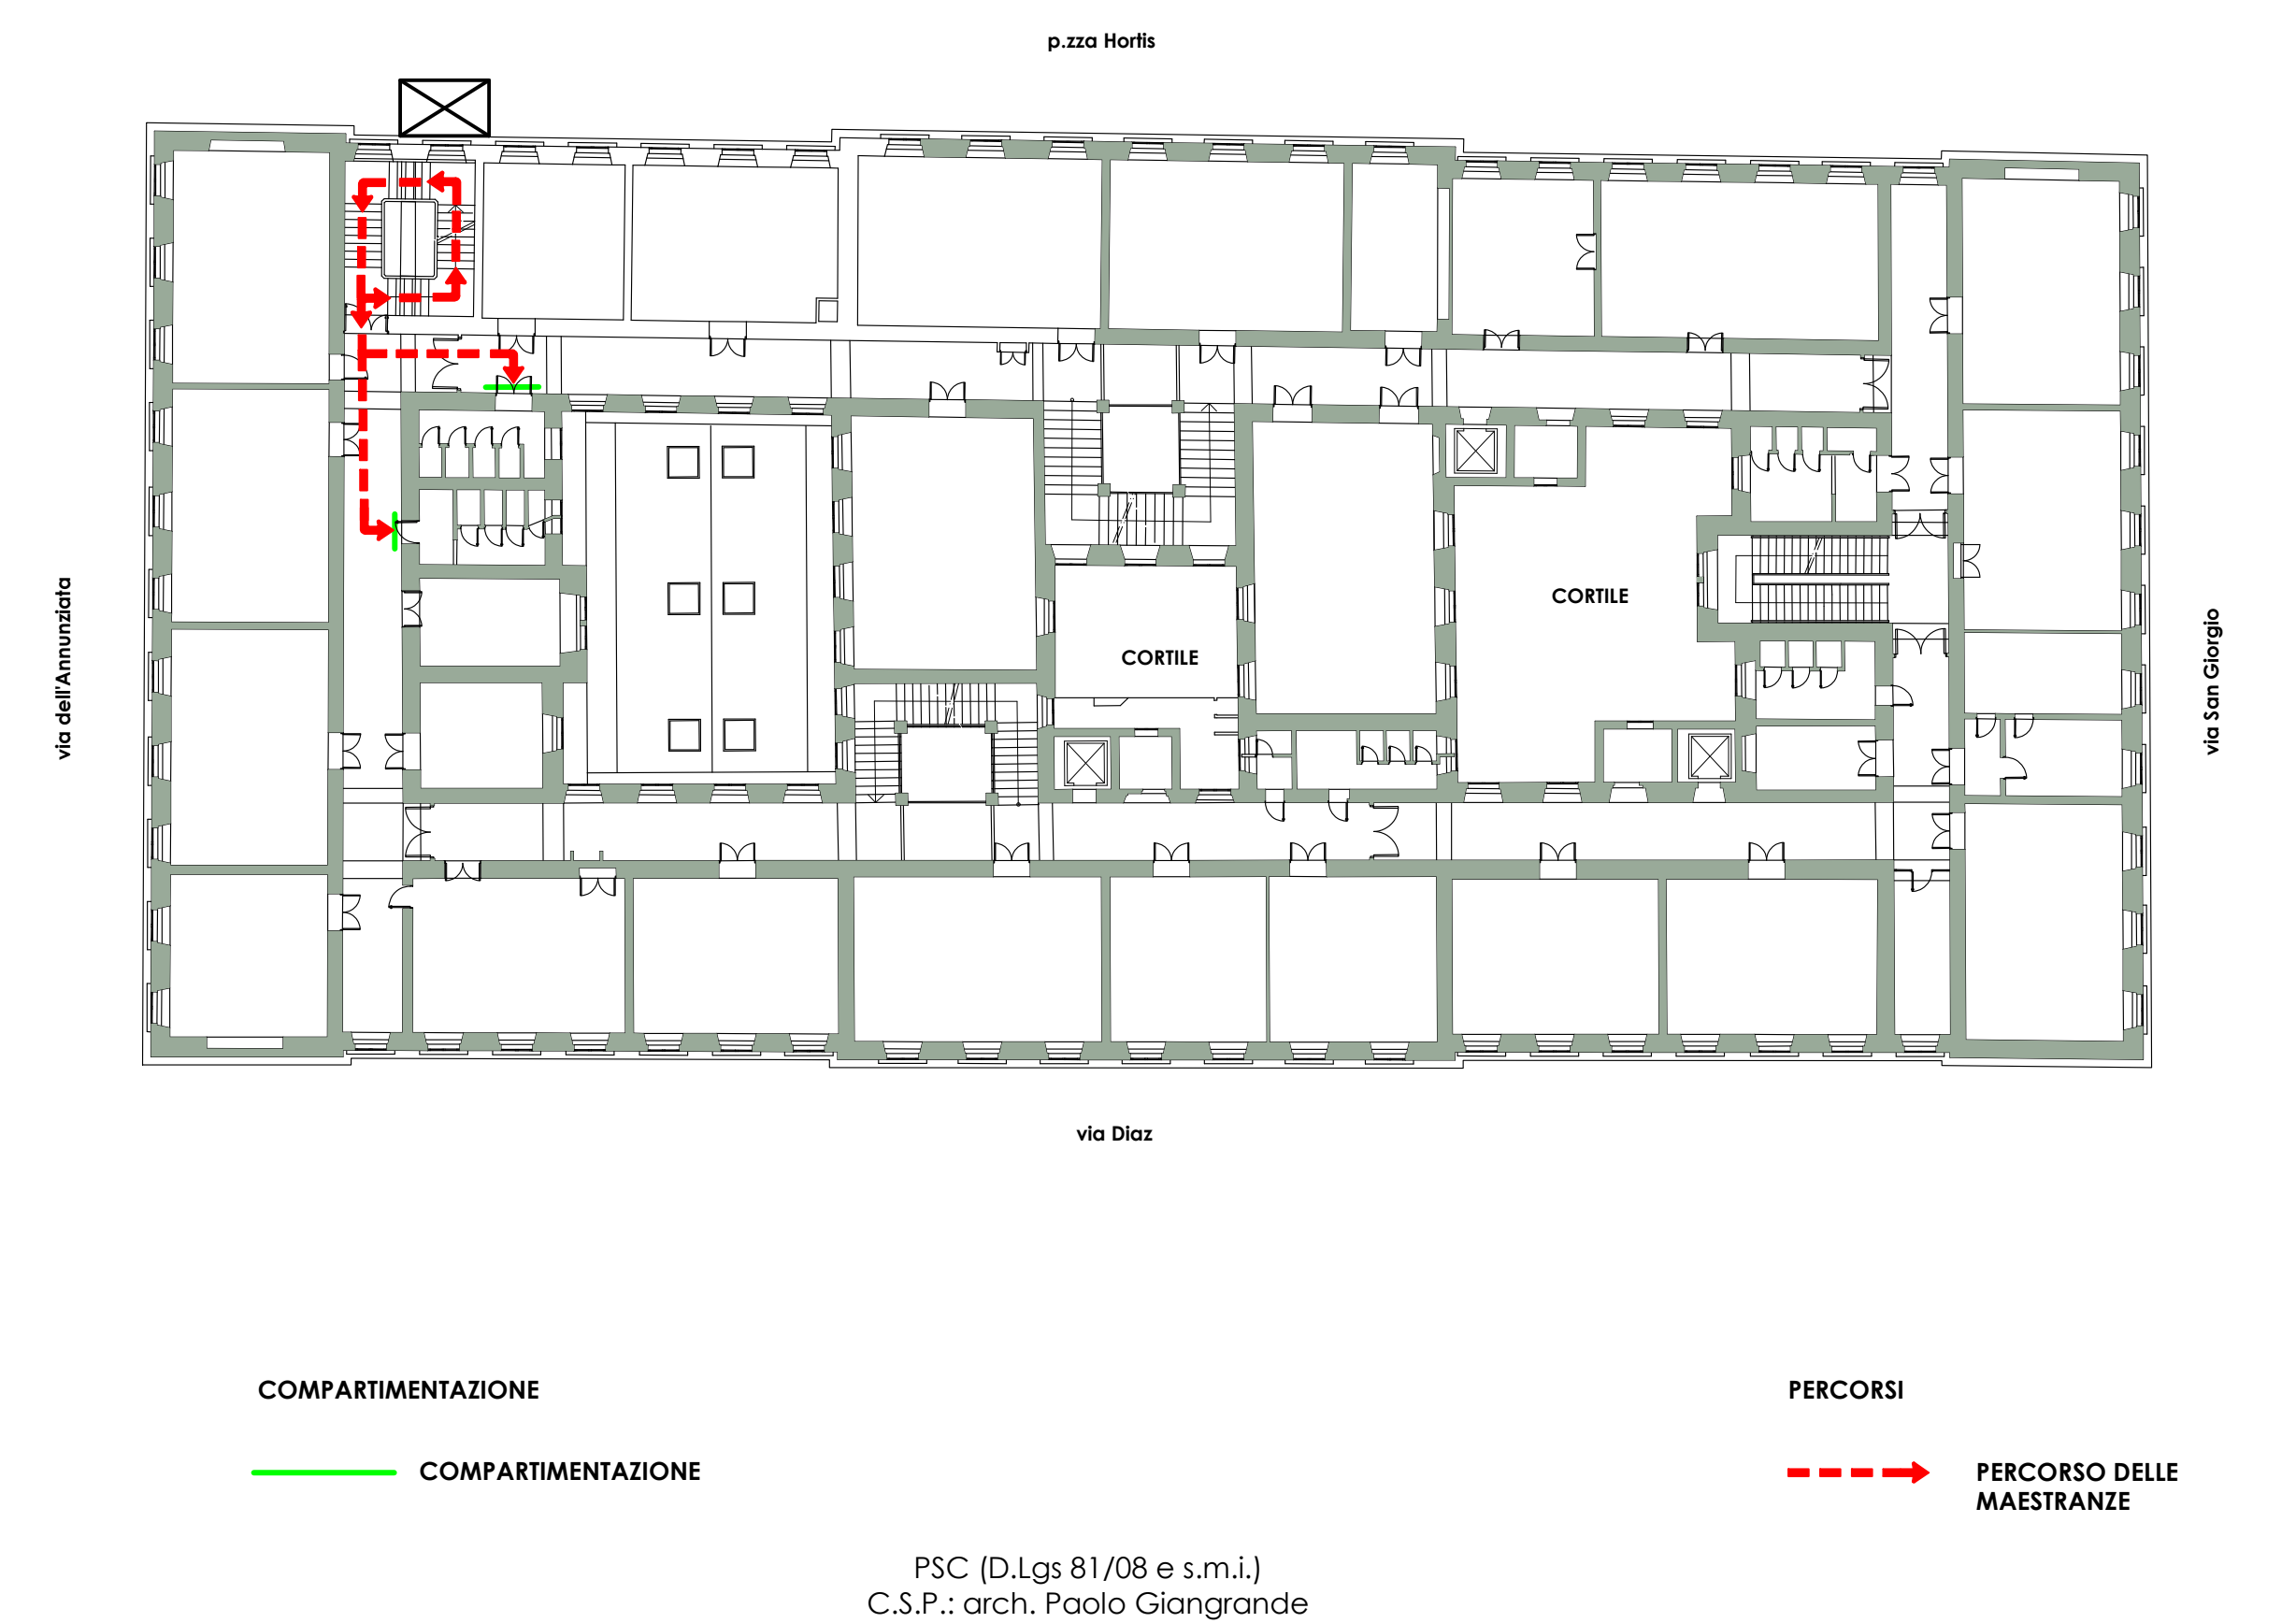 p.zza Hortis
via dell'Annunziata
CORTILE
CORTILE
via San Giorgio
via Diaz
COMPARTIMENTAZIONE
PERCORSI
COMPARTIMENTAZIONE
PERCORSO DELLE
MAESTRANZE
PSC (D.Lgs 81/08 e s.m.i.)
C.S.P.: arch. Paolo Giangrande